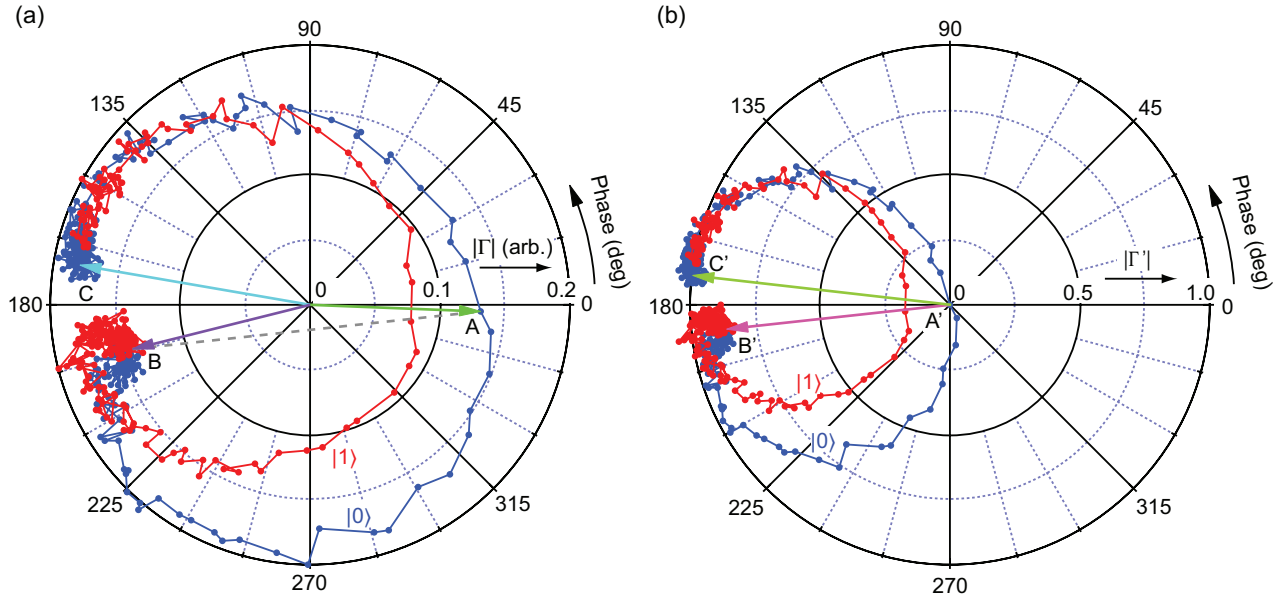 (a)
90
135
45
Phase (deg)
|Γ| (arb.)
0
0.1
0.2
0
180
A
B
C
|1⟩
|0⟩
225
315
270
(b)
90
135
45
Phase (deg)
|Γ'|
0
0.5
1.0
0
180
A'
B'
C'
|1⟩
|0⟩
225
315
270